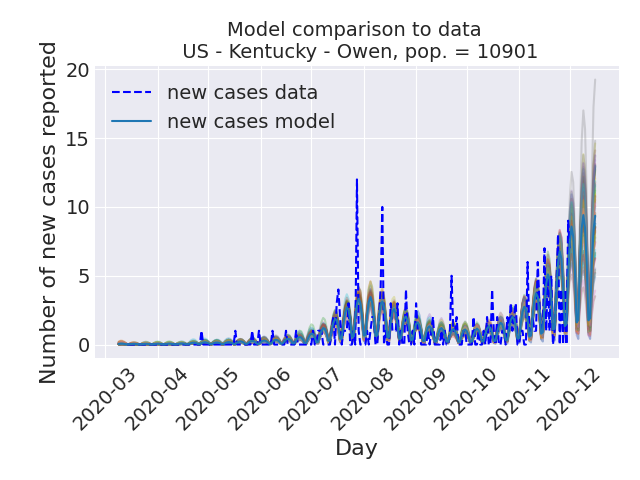 Model comparison to data
US - Kentucky - Owen, pop. = 10901
Number of new cases reported
20
15
10
5
0
new cases data
new cases model
2020-03
2020-04
2020-05
2020-06
2020-07
2020-08
2020-09
2020-10
2020-11
2020-12
Day